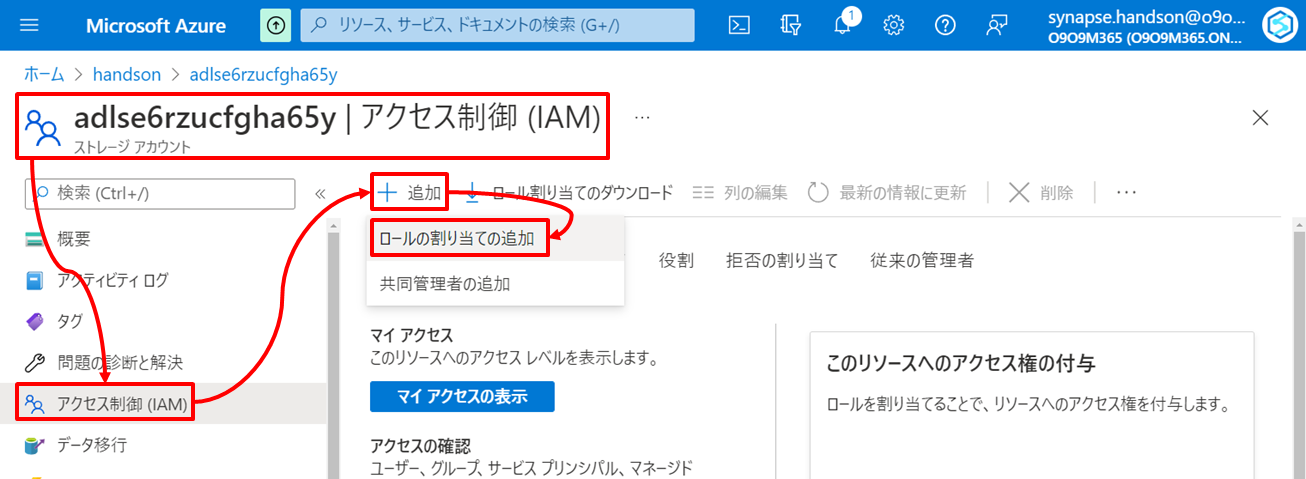 Microsoft Azure
リソース、サービス、ドキュメントの検索 (G+/)
1
synapse.handson@o9o...
O9O9M365 (O9O9M365.ON...
ホーム > handson > adlse6rzucfgha65y
adlse6rzucfgha65y | アクセス制御 (IAM)
...
ストレージ アカウント
検索 (Ctrl+/)
«
概要
アクティビティ ログ
タグ
問題の診断と解決
アクセス制御 (IAM)
データ移行
追加
ロール割り当てのダウンロード
列の編集
最新の情報に更新
削除
...
ロールの割り当ての追加
共同管理者の追加
役割
拒否の割り当て
従来の管理者
マイ アクセス
このリソースへのアクセス レベルを表示します。
マイ アクセスの表示
アクセスの確認
ユーザー、グループ、サービス プリンシパル、マネージド
このリソースへのアクセス権の付与
ロールを割り当てることで、リソースへのアクセス権を付与します。